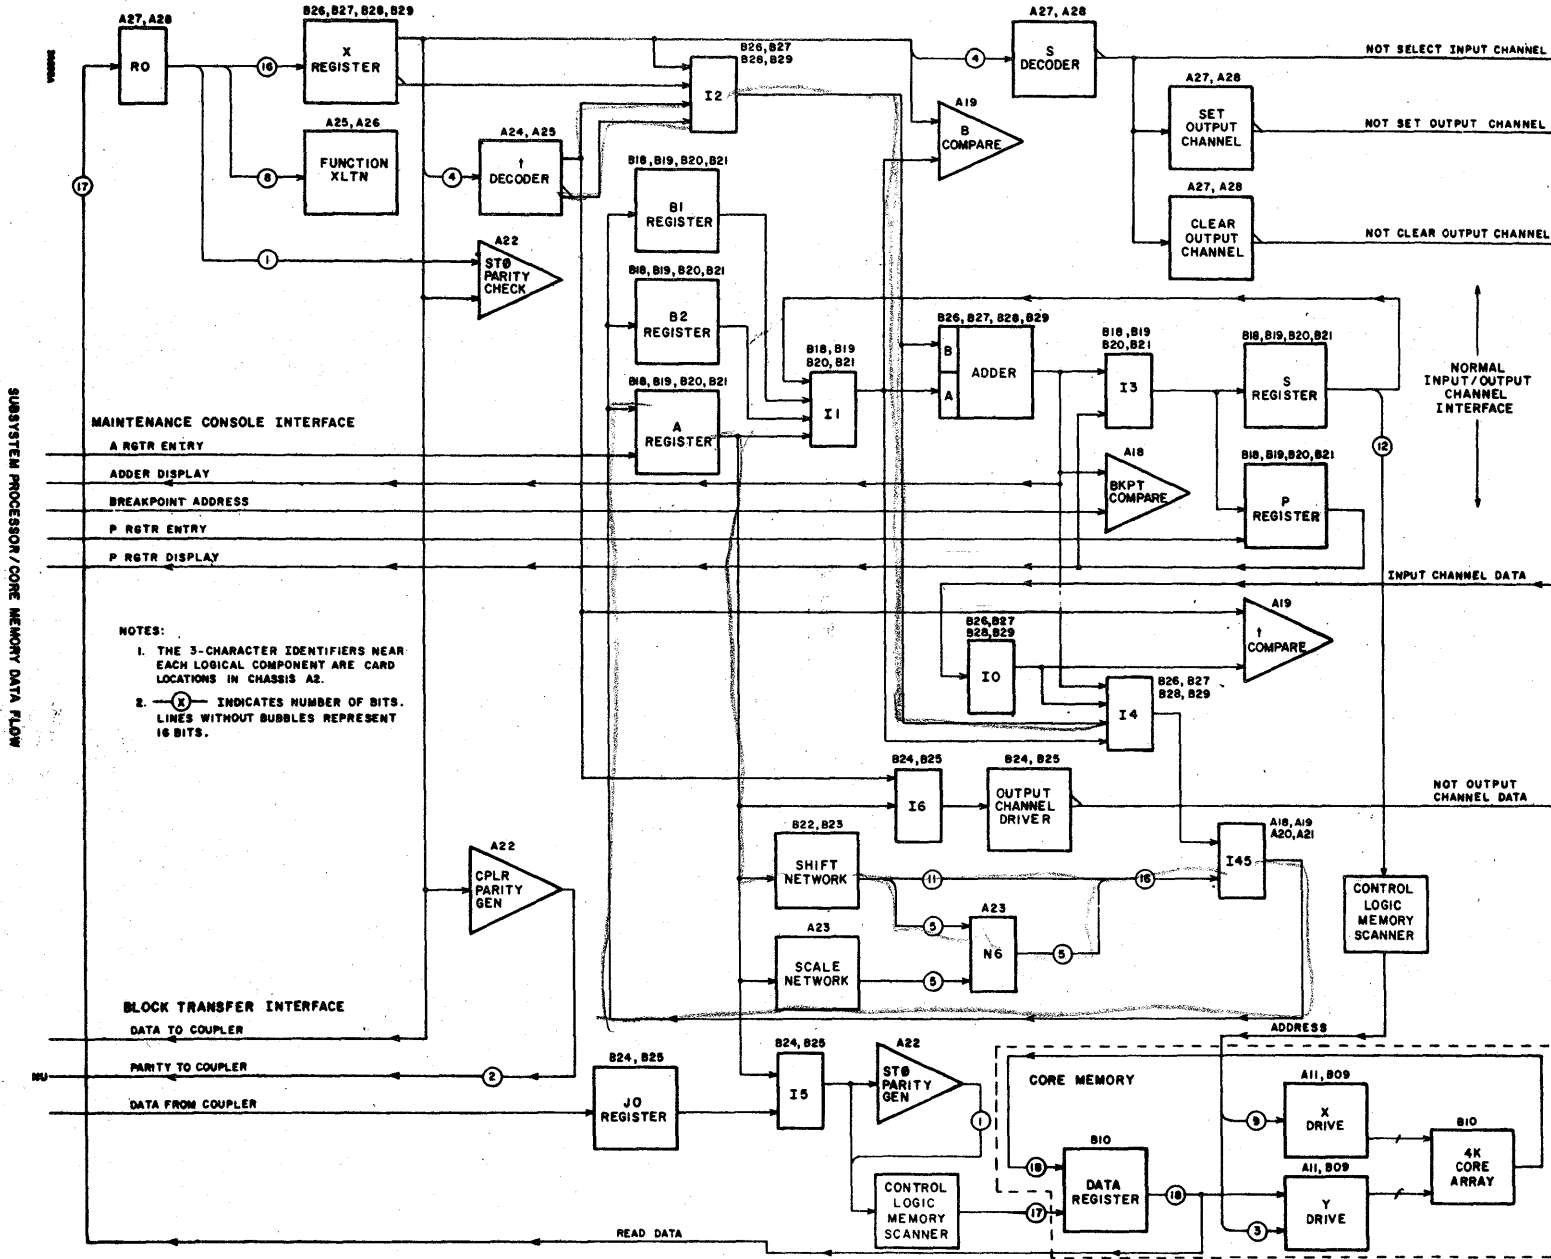 A27, A28
RO
B26, B27, B28, B29
X
REGISTER
16
A25, A26
FUNCTION
XLTN
8
A24, A25
†
DECODER
4
A22
STØ
PARITY
CHECK
1
17
B26, B27
B28, B29
I2
B18, B19, B20, B21
B1
REGISTER
B18, B19, B20, B21
B2
REGISTER
B18, B19, B20, B21
A
REGISTER
B18, B19
B20, B21
I1
A19
B
COMPARE
4
A27, A28
S
DECODER
NOT SELECT INPUT CHANNEL
A27, A28
SET
OUTPUT
CHANNEL
NOT SET OUTPUT CHANNEL
A27, A28
CLEAR
OUTPUT
CHANNEL
NOT CLEAR OUTPUT CHANNEL
B26, B27, B28, B29
B
A
ADDER
B18, B19
B20, B21
I3
B18, B19, B20, B21
S
REGISTER
NORMAL
INPUT/OUTPUT
CHANNEL
INTERFACE
12
A18
BKPT
COMPARE
B18, B19, B20, B21
P
REGISTER
SUBSYSTEM PROCESSOR/CORE MEMORY DATA FLOW
MAINTENANCE CONSOLE INTERFACE
A RGTR ENTRY
ADDER DISPLAY
BREAKPOINT ADDRESS
P RGTR ENTRY
P RGTR DISPLAY
INPUT CHANNEL DATA
A19
†
COMPARE
B26, B27
B28, B29
I0
B26, B27
B28, B29
I4
NOTES:
1. THE 3-CHARACTER IDENTIFIERS NEAR
EACH LOGICAL COMPONENT ARE CARD
LOCATIONS IN CHASSIS A2.
2. —(X)— INDICATES NUMBER OF BITS.
LINES WITHOUT BUBBLES REPRESENT
16 BITS.
B24, B25
I6
B24, B25
OUTPUT
CHANNEL
DRIVER
NOT OUTPUT
CHANNEL DATA
B22, B23
SHIFT
NETWORK
11
16
A18, A19
A20, A21
I45
5
A23
N6
5
A23
SCALE
NETWORK
5
CONTROL
LOGIC
MEMORY
SCANNER
A22
CPLR
PARITY
GEN
BLOCK TRANSFER INTERFACE
DATA TO COUPLER
NU
PARITY TO COUPLER
2
DATA FROM COUPLER
B24, B25
JO
REGISTER
B24, B25
I5
A22
STØ
PARITY
GEN
1
CONTROL
LOGIC
MEMORY
SCANNER
17
ADDRESS
CORE MEMORY
18
B10
DATA
REGISTER
18
A11, B09
X
DRIVE
9
A11, B09
Y
DRIVE
3
B10
4K
CORE
ARRAY
READ DATA